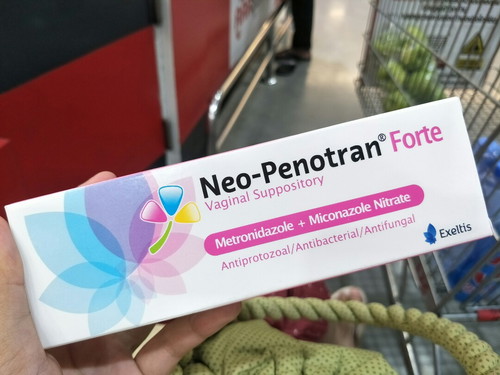 Neo-Penotran® Forte
Vaginal Suppository
Metronidazole + Miconazole Nitrate
Antiprotozoal/Antibacterial/Antifungal
Exeltis